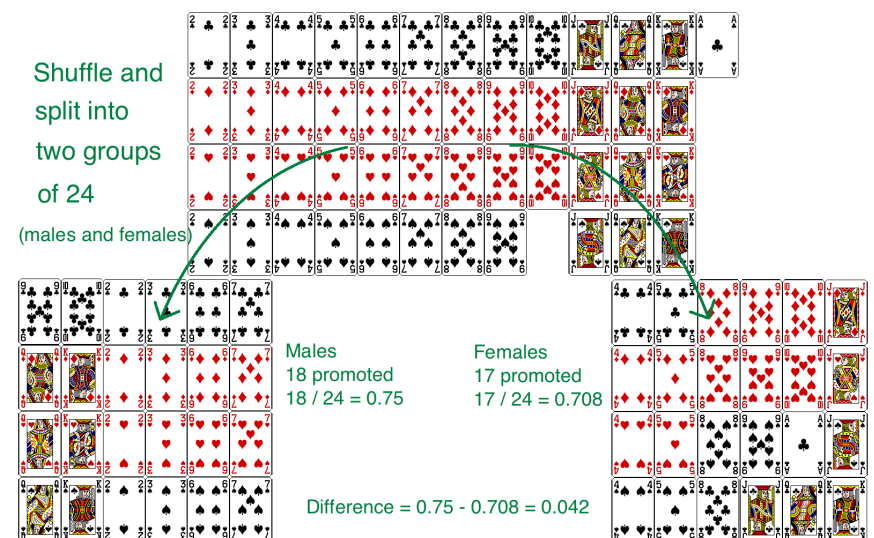 Shuffle and
split into
two groups
of 24
(males and females)
Males
18 promoted
18 / 24 = 0.75
Females
17 promoted
17 / 24 = 0.708
Difference = 0.75 - 0.708 = 0.042